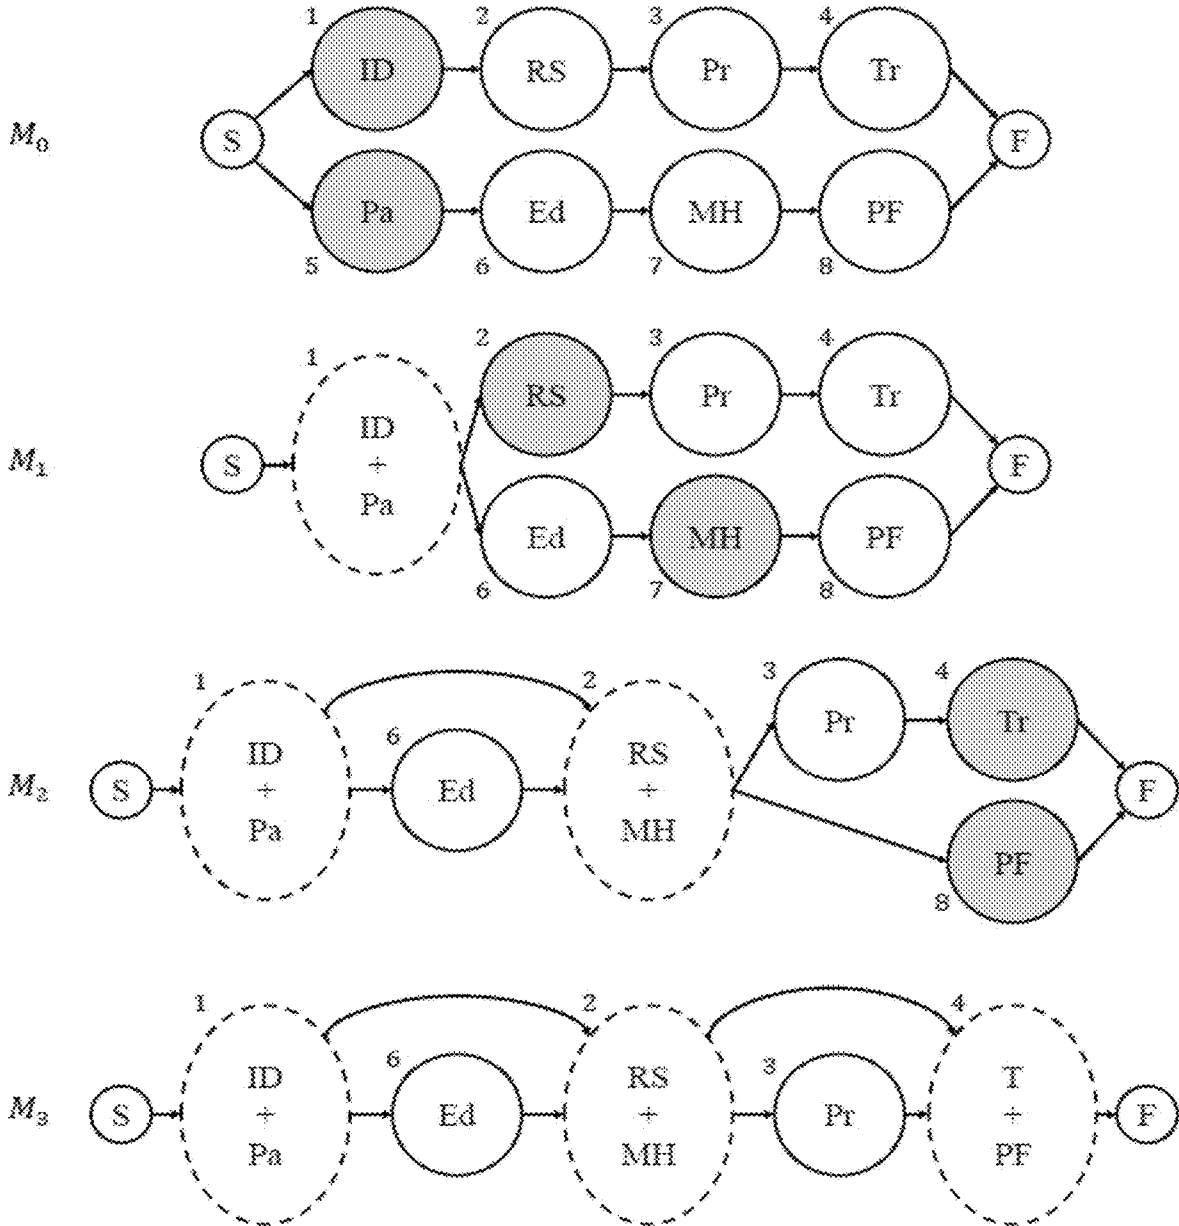 1 2 3 4
ID RS Pr Tr
M₀ S F
Pa Ed MH PF
5 6 7 8
1 2 3 4
RS Pr Tr
ID
M₁ S + F
Pa
Ed MH PF
6 7 8
1 2 3 4
Pr Tr
6
ID RS
M₂ S + Ed + F
Pa MH
PF
8
1 2 4
6 3
ID RS T
M₃ S + Ed + Pr + F
Pa MH PF